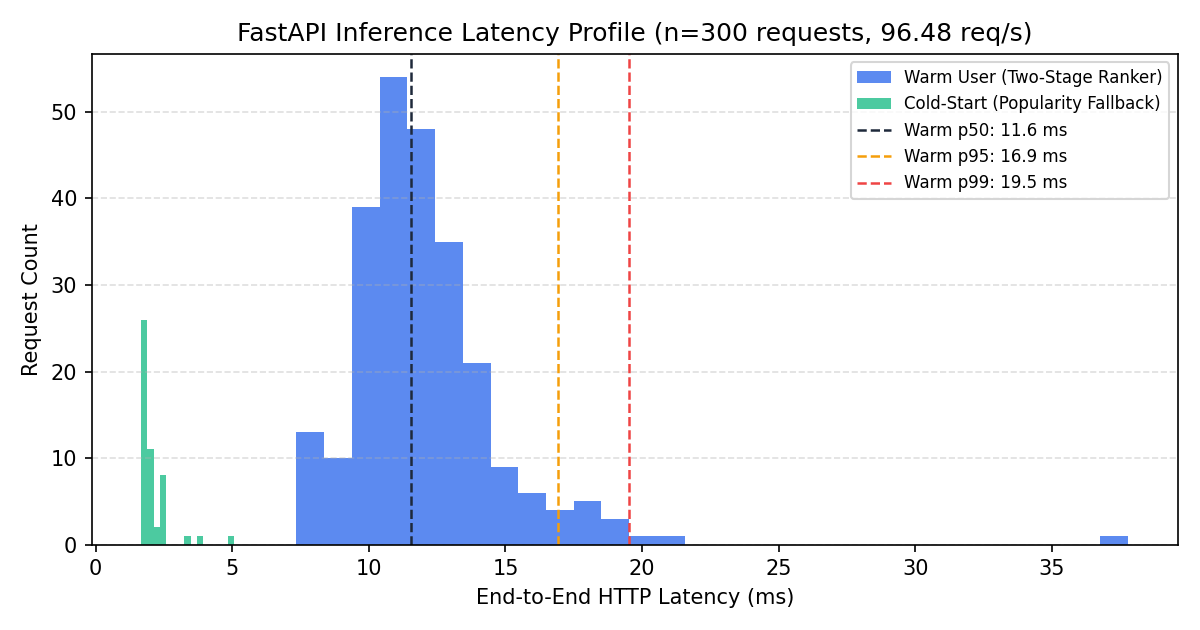 FastAPI Inference Latency Profile (n=300 requests, 96.48 req/s)
Warm User (Two-Stage Ranker)
Cold-Start (Popularity Fallback)
Warm p50: 11.6 ms
Warm p95: 16.9 ms
Warm p99: 19.5 ms
Request Count
50
40
30
20
10
0
0 5 10 15 20 25 30 35
End-to-End HTTP Latency (ms)